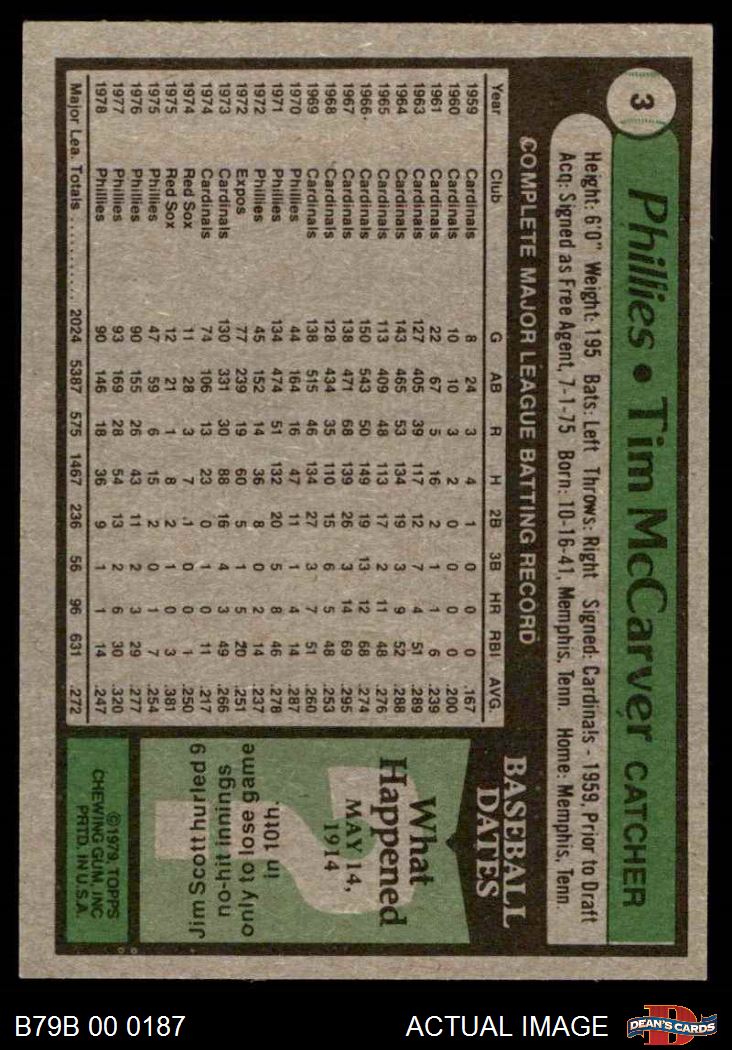 3
Phillies • Tim McCarver CATCHER
Height: 6'0" Weight: 195 Bats: Left Throws: Right Signed: Cardinals - 1959, Prior to Draft
Acq: Signed as Free Agent, 7-1-75 Born: 10-16-41, Memphis, Tenn. Home: Memphis, Tenn.
COMPLETE MAJOR LEAGUE BATTING RECORD
Year Club G AB R H 2B 3B HR RBI AVG.
1959 Cardinals 8 24 3 4 1 0 0 0 .167
1960 Cardinals 10 10 3 2 0 0 0 0 .200
1961 Cardinals 22 67 5 16 2 1 1 6 .239
1963 Cardinals 127 405 39 117 12 7 4 51 .289
1964 Cardinals 143 465 53 134 19 3 9 52 .288
1965 Cardinals 113 409 48 113 17 2 11 48 .276
1966 Cardinals 150 543 50 149 19 13 12 68 .274
1967 Cardinals 138 471 68 139 26 3 14 69 .295
1968 Cardinals 128 434 35 110 15 6 5 48 .253
1969 Cardinals 138 515 46 134 27 3 7 51 .260
1970 Phillies 44 164 16 47 11 1 4 14 .287
1971 Phillies 134 474 51 132 20 5 8 46 .278
1972 Phillies 45 152 14 36 8 0 2 14 .237
1972 Expos 77 239 19 60 5 1 5 20 .251
1973 Cardinals 130 331 30 88 16 4 3 49 .266
1974 Cardinals 74 106 13 23 0 1 0 11 .217
1974 Red Sox 11 28 3 7 1 0 0 1 .250
1975 Red Sox 12 21 1 8 2 1 0 3 .381
1975 Phillies 47 59 6 15 2 0 1 7 .254
1976 Phillies 90 155 26 43 11 2 3 29 .277
1977 Phillies 93 169 28 54 13 2 6 30 .320
1978 Phillies 90 146 18 36 9 1 1 14 .247
Major Lea. Totals .......... 2024 5387 575 1467 236 56 96 631 .272
BASEBALL
DATES
What
Happened
MAY 14,
1914
?
Jim Scott hurled 9
no-hit innings
only to lose game
in 10th.
©1979, TOPPS
CHEWING GUM, INC
PRTD. IN U.S.A.
B79B 00 0187
ACTUAL IMAGE
D
DEAN'S CARDS